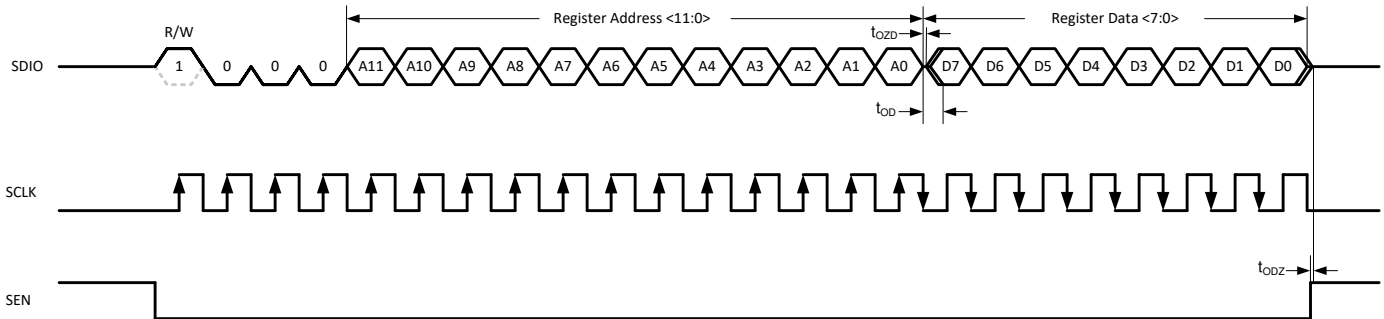 Register Address <11:0>
Register Data <7:0>
R/W
tOZD
SDIO
1 0 0 0 A11 A10 A9 A8 A7 A6 A5 A4 A3 A2 A1 A0 D7 D6 D5 D4 D3 D2 D1 D0
tOD
SCLK
tODZ
SEN